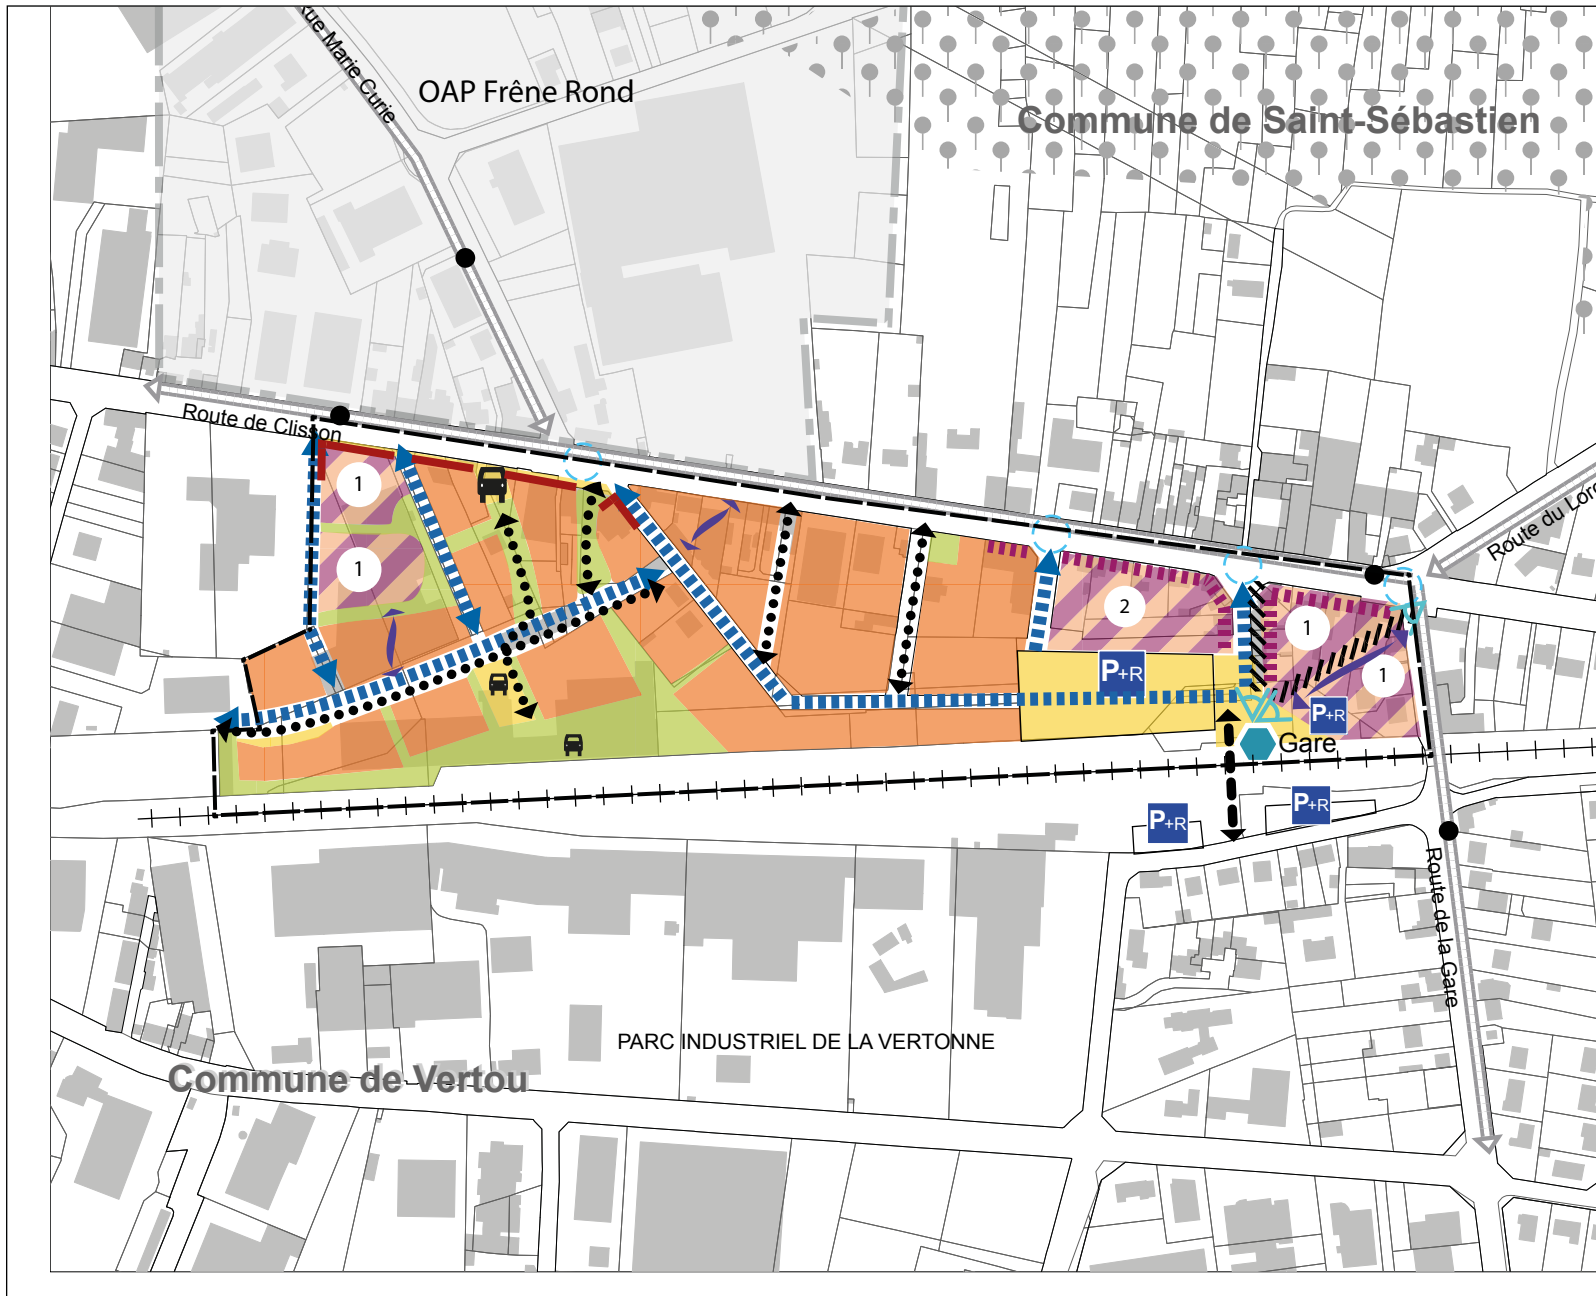 Rue Marie Curie
OAP Frêne Rond
Commune de Saint-Sébastien
Route de Clisson
1
1
2
1
1
Route du Loro
P+R
P+R
Gare
P+R
P+R
Route de la Gare
PARC INDUSTRIEL DE LA VERTONNE
Commune de Vertou